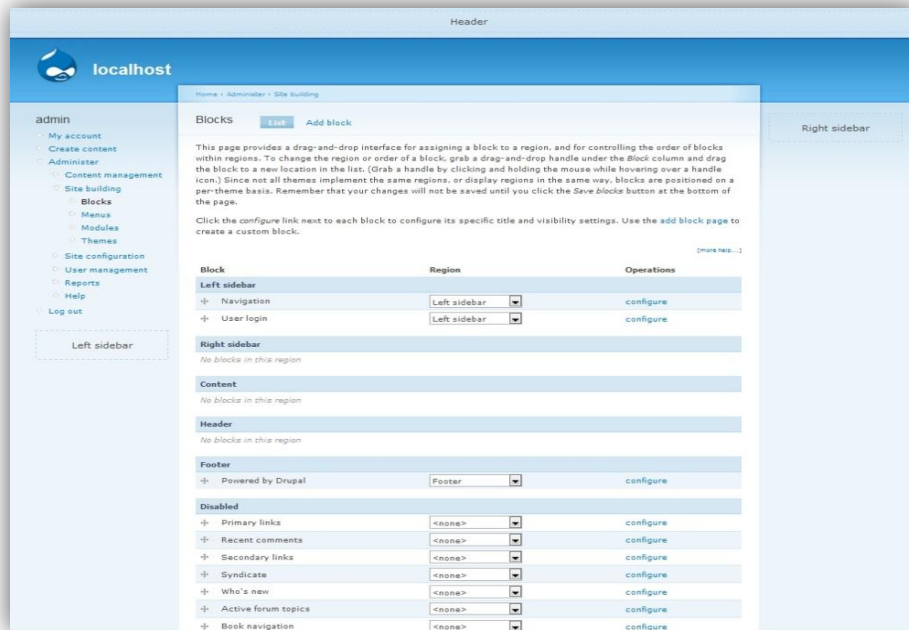 Header
localhost
Home › Administer › Site building
admin
My account
Create content
Administer
Content management
Site building
Blocks
Menus
Modules
Themes
Site configuration
User management
Reports
Help
Log out
Left sidebar
Blocks List Add block
This page provides a drag-and-drop interface for assigning a block to a region, and for controlling the order of blocks
within regions. To change the region or order of a block, grab a drag-and-drop handle under the Block column and drag
the block to a new location in the list. (Grab a handle by clicking and holding the mouse while hovering over a handle
icon.) Since not all themes implement the same regions, or display regions in the same way, blocks are positioned on a
per-theme basis. Remember that your changes will not be saved until you click the Save blocks button at the bottom of
the page.
Click the configure link next to each block to configure its specific title and visibility settings. Use the add block page to
create a custom block.
[more help...]
Block Region Operations
Left sidebar
Navigation Left sidebar configure
User login Left sidebar configure
Right sidebar
No blocks in this region
Content
No blocks in this region
Header
No blocks in this region
Footer
Powered by Drupal Footer configure
Disabled
Primary links <none> configure
Recent comments <none> configure
Secondary links <none> configure
Syndicate <none> configure
Who's new <none> configure
Active forum topics <none> configure
Book navigation <none> configure
Right sidebar